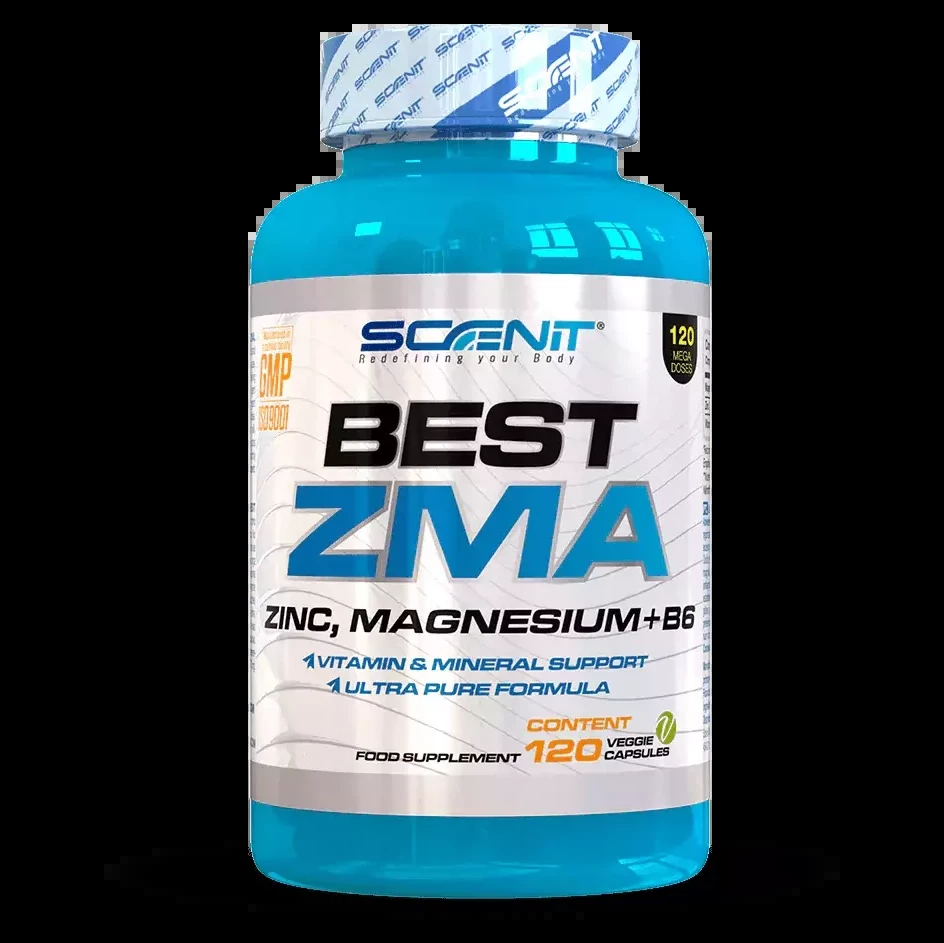 SCENIT®
Redefining your Body
120
MEGA
DOSES
GMP
ISO9001
BEST
ZMA
ZINC, MAGNESIUM+B6
VITAMIN & MINERAL SUPPORT
ULTRA PURE FORMULA
CONTENT
FOOD SUPPLEMENT 120 VEGGIE
CAPSULES